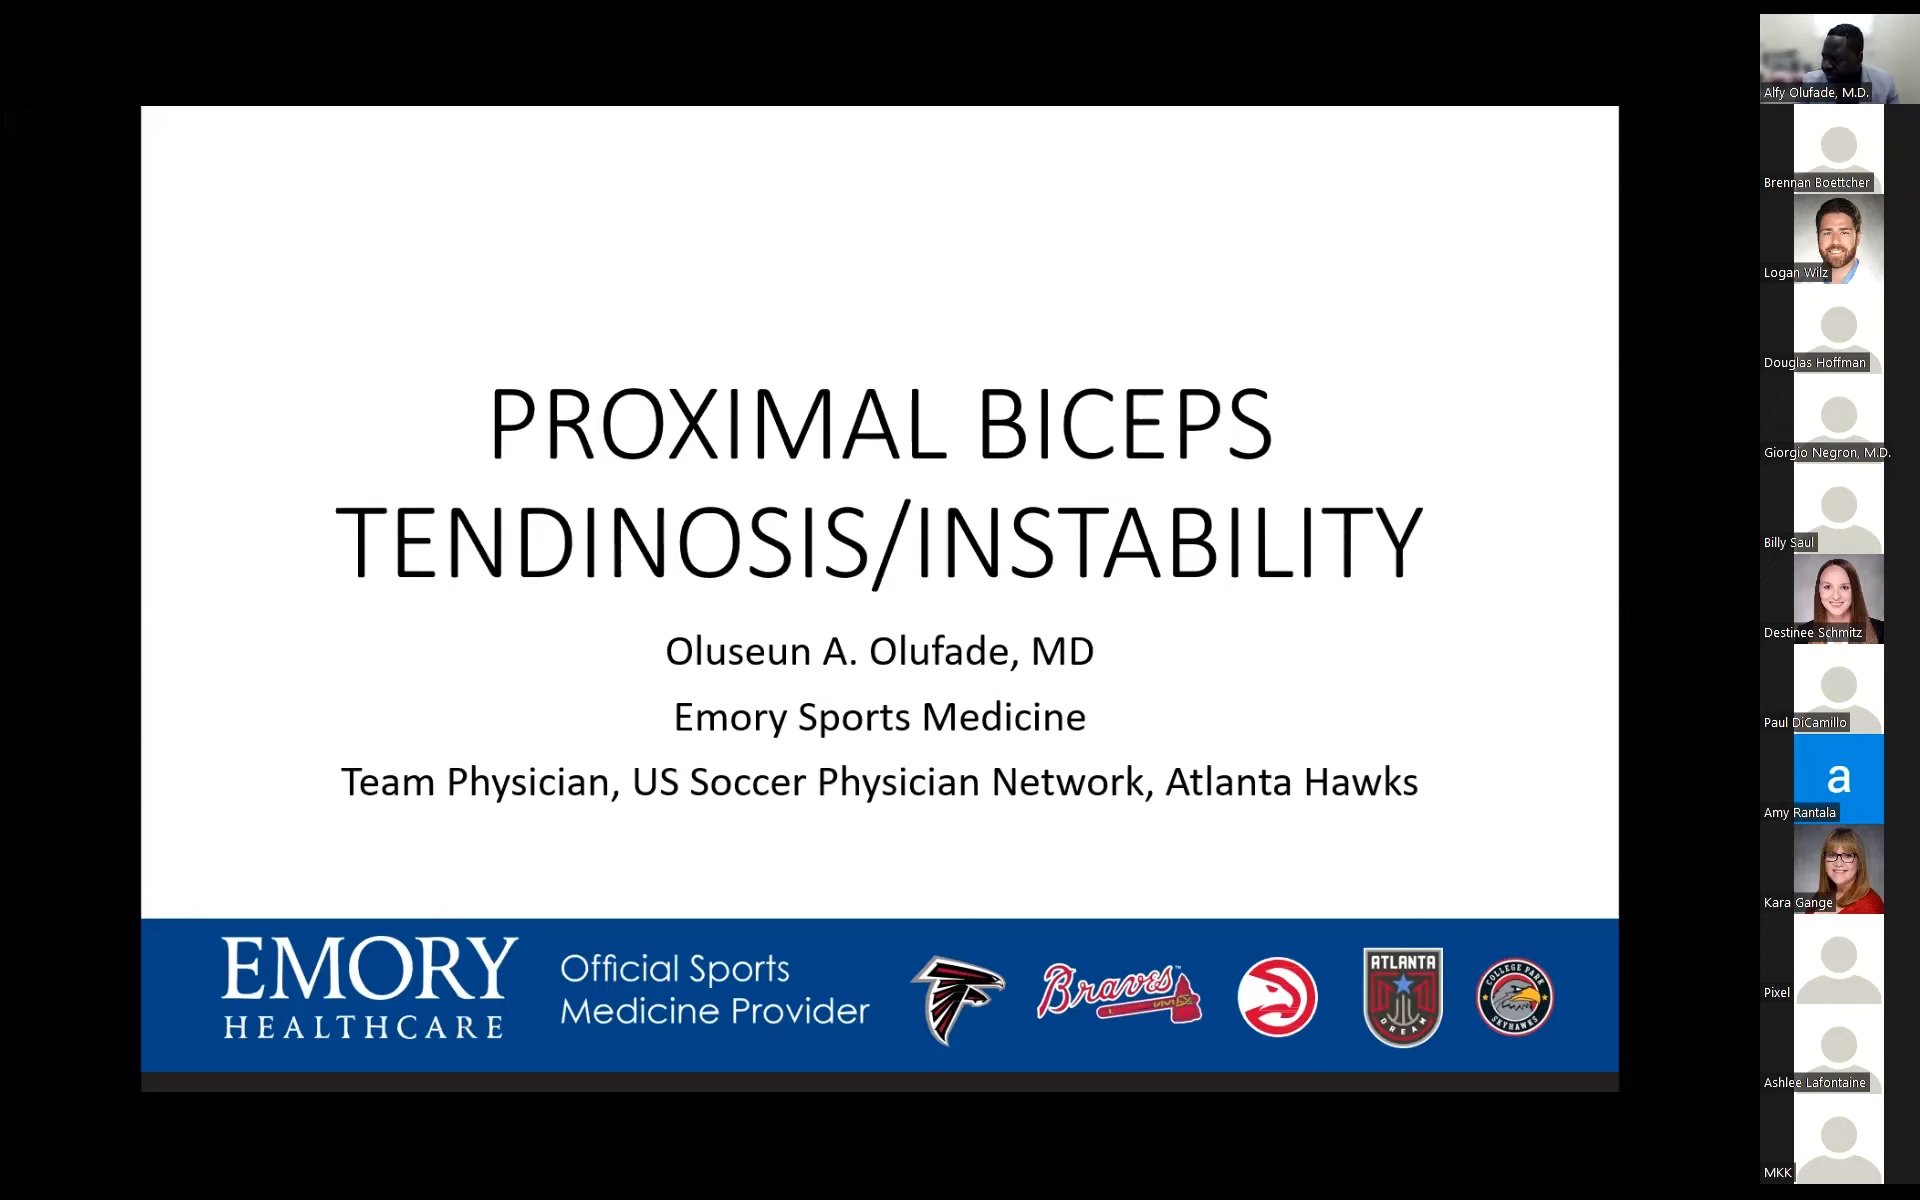 PROXIMAL BICEPS
TENDINOSIS/INSTABILITY
Oluseun A. Olufade, MD
Emory Sports Medicine
Team Physician, US Soccer Physician Network, Atlanta Hawks
EMORY
HEALTHCARE
Official Sports
Medicine Provider
Braves
ATLANTA
DREAM
COLLEGE PARK
SKYHAWKS
Alfy Olufade, M.D.
Brennan Boettcher
Logan Wilz
Douglas Hoffman
Giorgio Negron, M.D.
Billy Saul
Destinee Schmitz
Paul DiCamillo
a
Amy Rantala
Kara Gange
Pixel
Ashlee Lafontaine
MKK